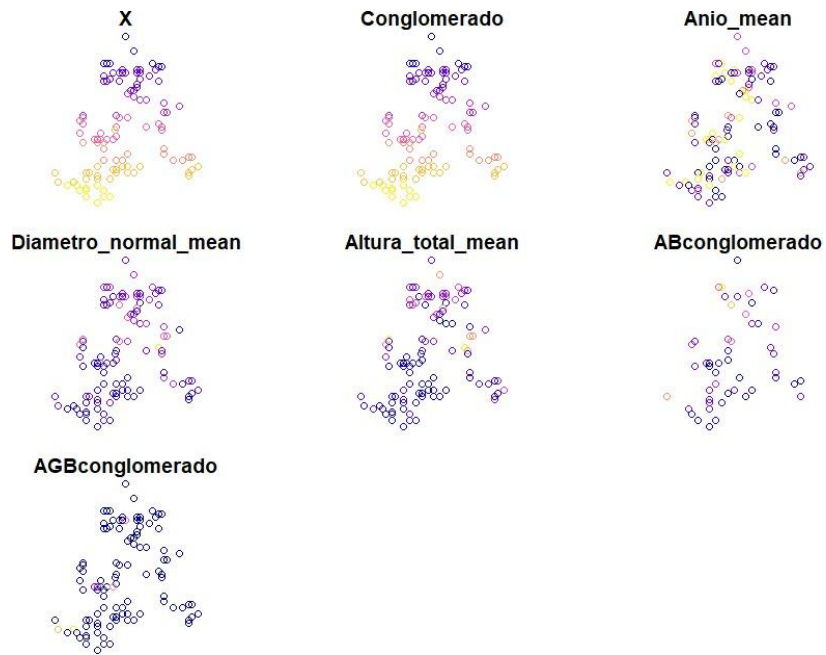 X
Conglomerado
Anio_mean
Diametro_normal_mean
Altura_total_mean
ABconglomerado
AGBconglomerado